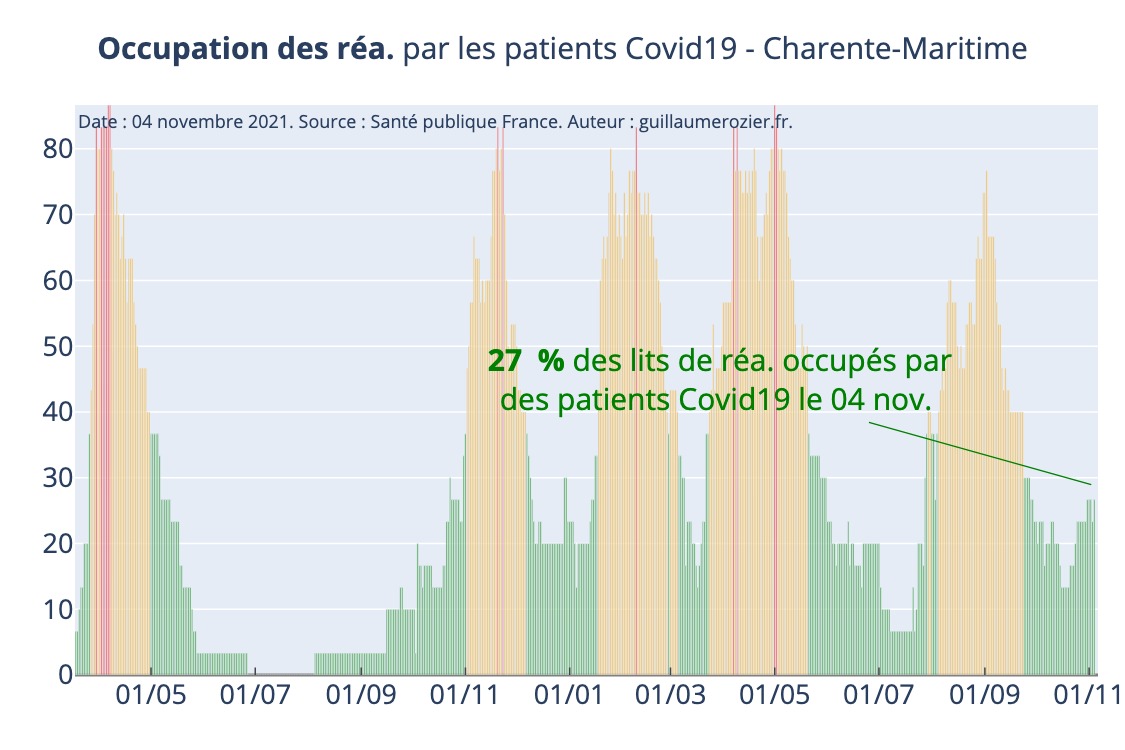 Occupation des réa. par les patients Covid19 - Charente-Maritime
Date : 04 novembre 2021. Source : Santé publique France. Auteur : guillaumerozier.fr.
80
70
60
50
27 % des lits de réa. occupés par
des patients Covid19 le 04 nov.
40
30
20
10
0
01/05 01/07 01/09 01/11 01/01 01/03 01/05 01/07 01/09 01/11